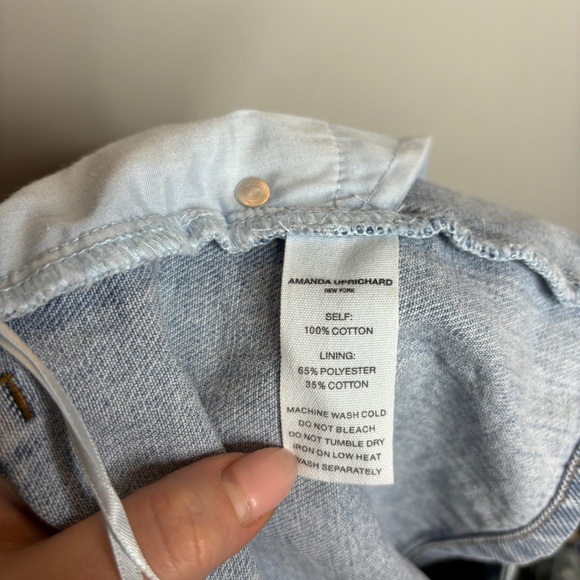 AMANDA UPRICHARD
NEW YORK
SELF:
100% COTTON
LINING:
65% POLYESTER
35% COTTON
MACHINE WASH COLD
DO NOT BLEACH
DO NOT TUMBLE DRY
IRON ON LOW HEAT
WASH SEPARATELY